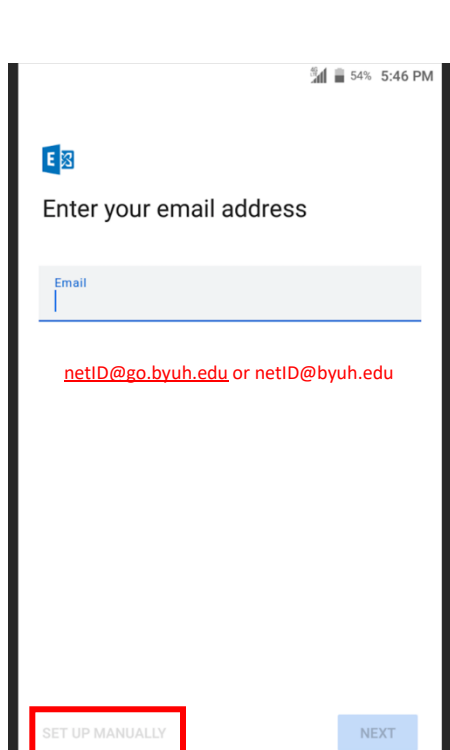 54% 5:46 PM
E
Enter your email address
Email
netID@go.byuh.edu or netID@byuh.edu
SET UP MANUALLY NEXT